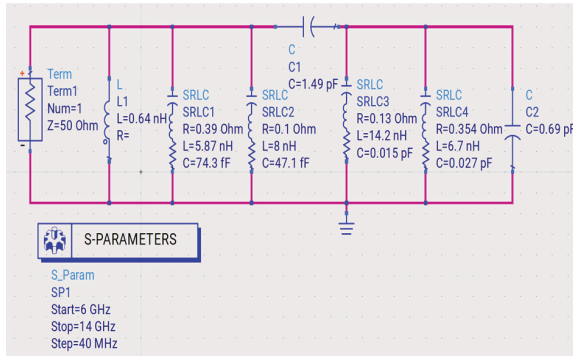 +
-
Term
Term1
Num=1
Z=50 Ohm
L
L1
L=0.64 nH
R=
SRLC
SRLC1
R=0.39 Ohm
L=5.87 nH
C=74.3 fF
SRLC
SRLC2
R=0.1 Ohm
L=8 nH
C=47.1 fF
C
C1
C=1.49 pF
SRLC
SRLC3
R=0.13 Ohm
L=14.2 nH
C=0.015 pF
SRLC
SRLC4
R=0.354 Ohm
L=6.7 nH
C=0.027 pF
C
C2
C=0.69 pF
S-PARAMETERS
S_Param
SP1
Start=6 GHz
Stop=14 GHz
Step=40 MHz